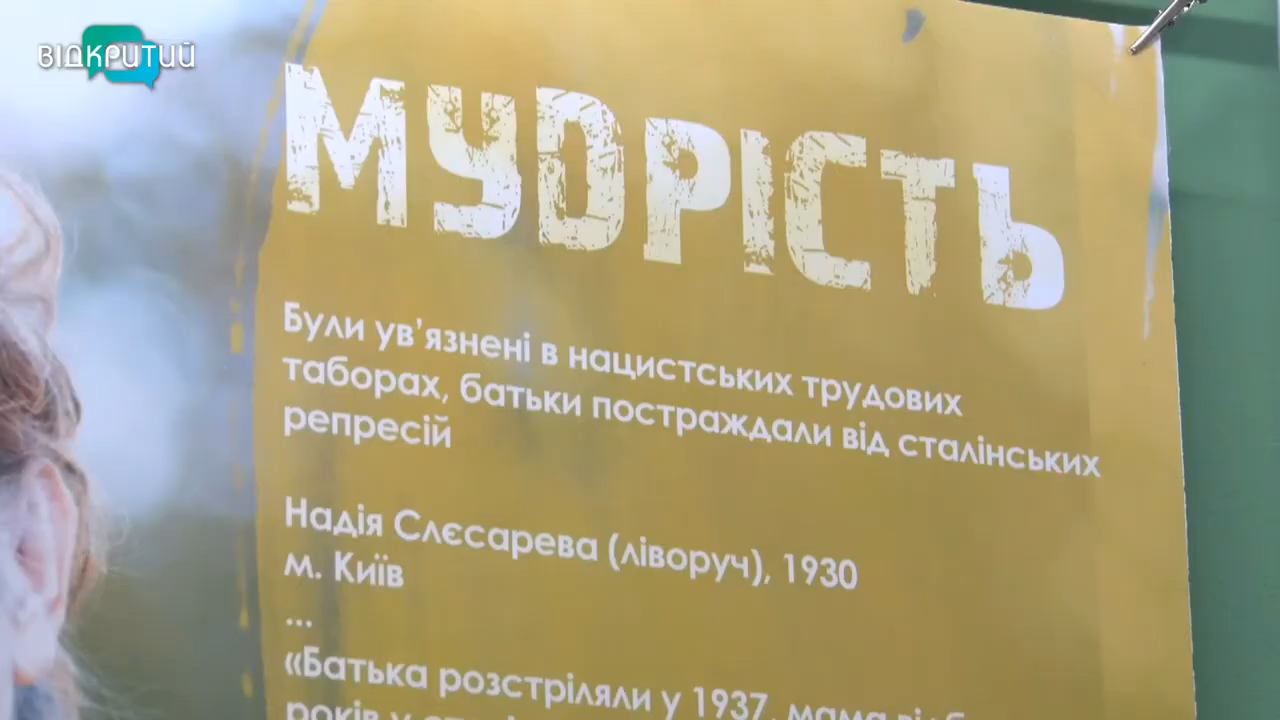 ВІДКРИТИЙ
МУДРІСТЬ
Були ув’язнені в нацистських трудових
таборах, батьки постраждали від сталінських
репресій
Надія Слєсарева (ліворуч), 1930
м. Київ
...
«Батька розстріляли у 1937, мама
років у